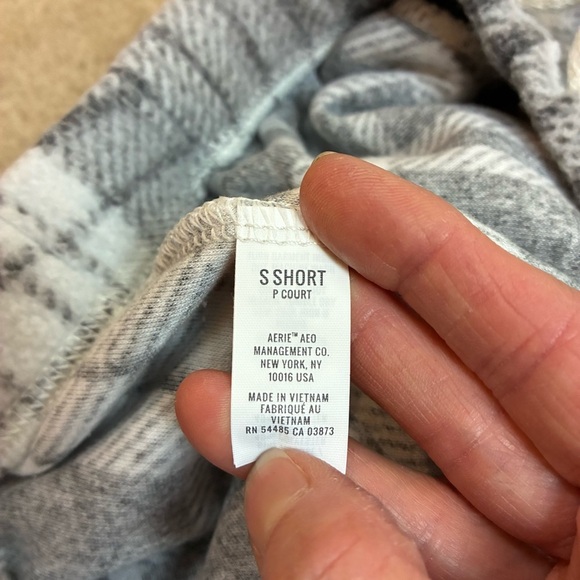 S SHORT
P COURT
AERIE™ AEO
MANAGEMENT CO.
NEW YORK, NY
10016 USA
MADE IN VIETNAM
FABRIQUÉ AU
VIETNAM
RN 54485 CA 03873